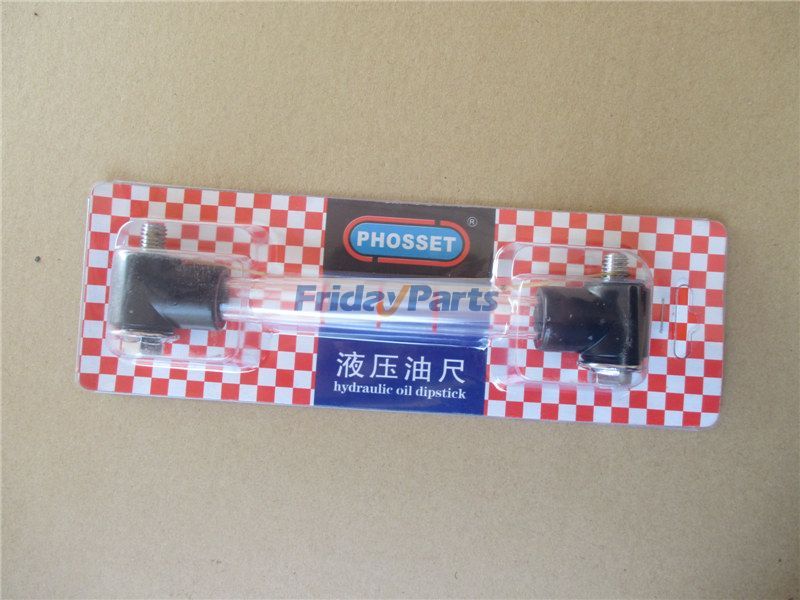 PHOSSET
®
FridayParts
液压油尺
hydraulic oil dipstick